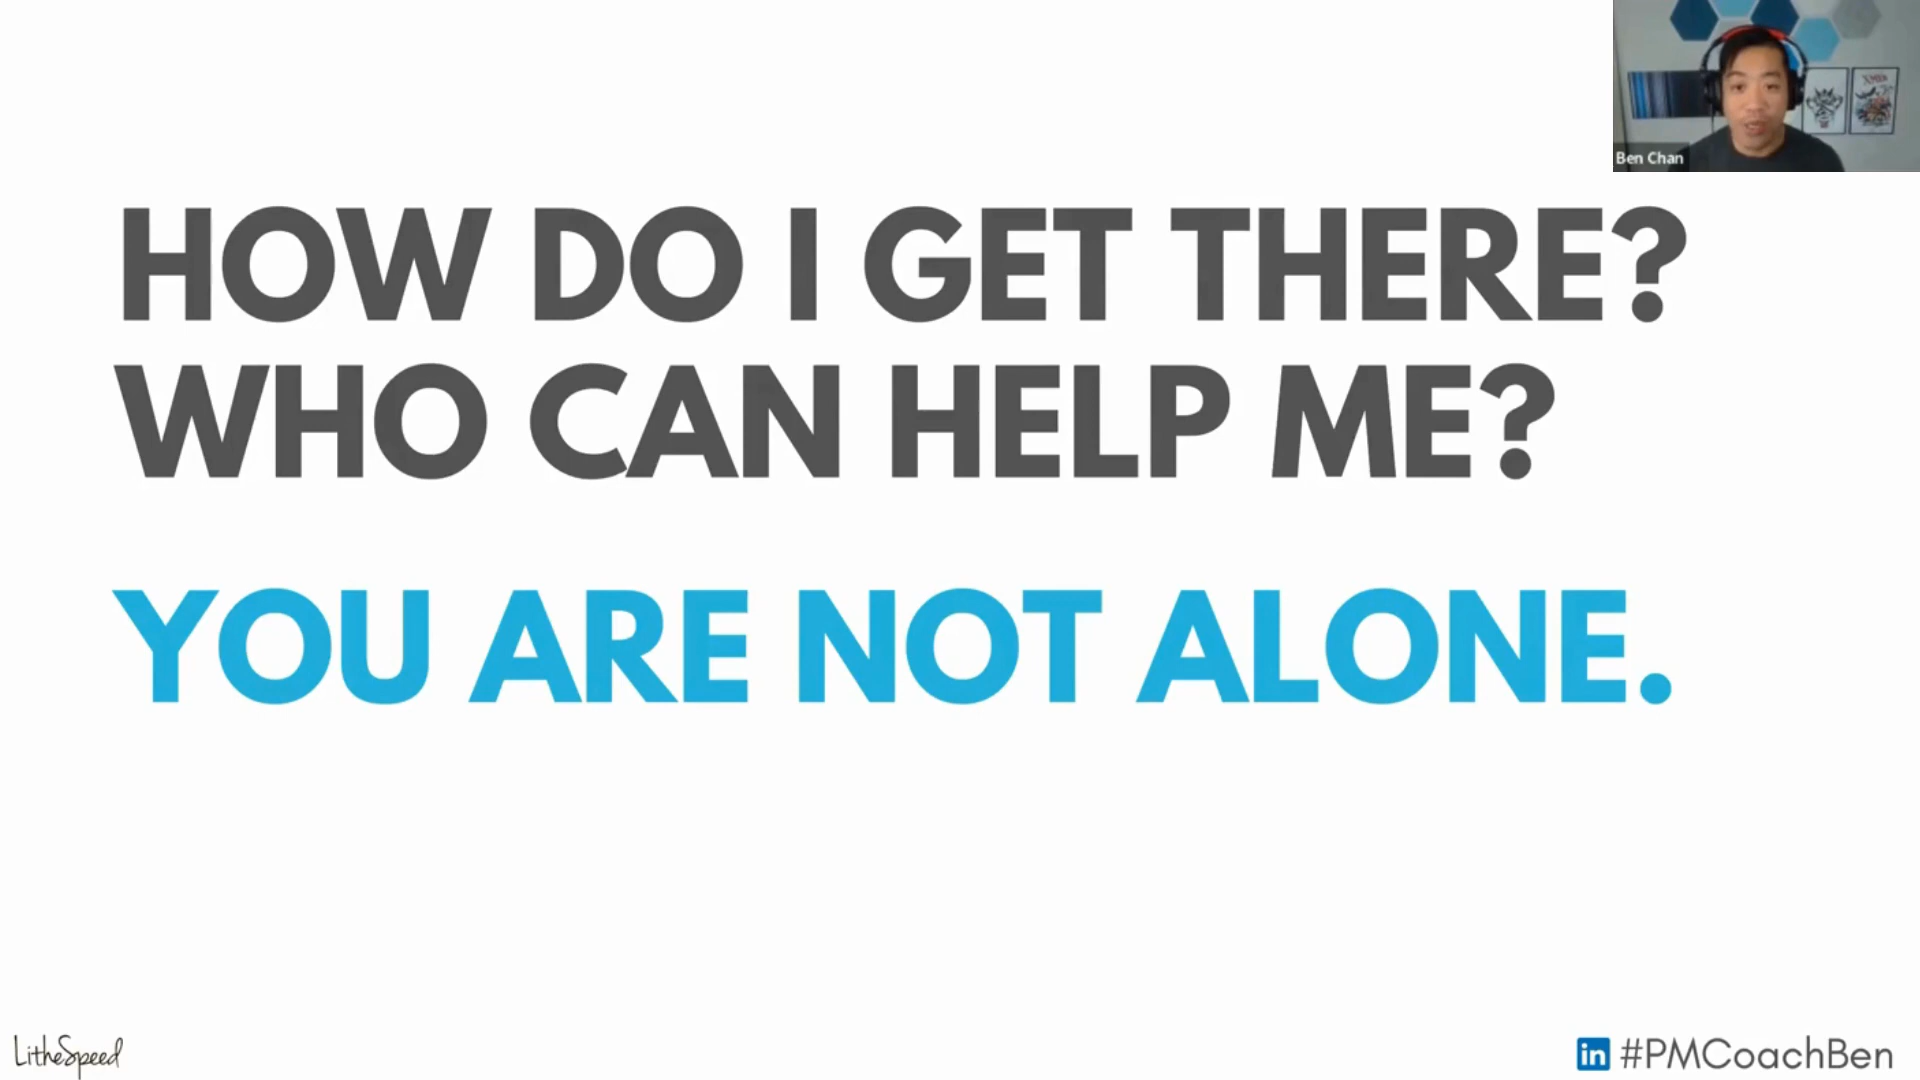 Ben Chan
HOW DO I GET THERE?
WHO CAN HELP ME?
YOU ARE NOT ALONE.
LitheSpeed
in #PMCoachBen